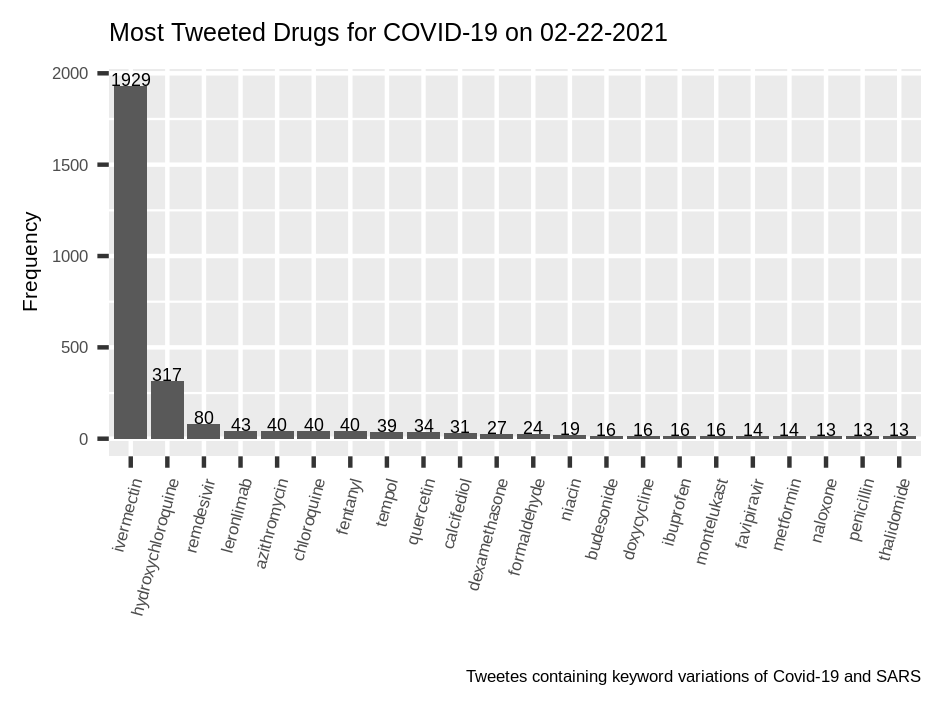 Most Tweeted Drugs for COVID-19 on 02-22-2021
Frequency
2000
1500
1000
500
0
1929
317
80
43
40
40
40
39
34
31
27
24
19
16
16
16
16
14
14
13
13
13
ivermectin
hydroxychloroquine
remdesivir
leronlimab
azithromycin
chloroquine
fentanyl
tempol
quercetin
calcifediol
dexamethasone
formaldehyde
niacin
budesonide
doxycycline
ibuprofen
montelukast
favipiravir
metformin
naloxone
penicillin
thalidomide
Tweetes containing keyword variations of Covid-19 and SARS